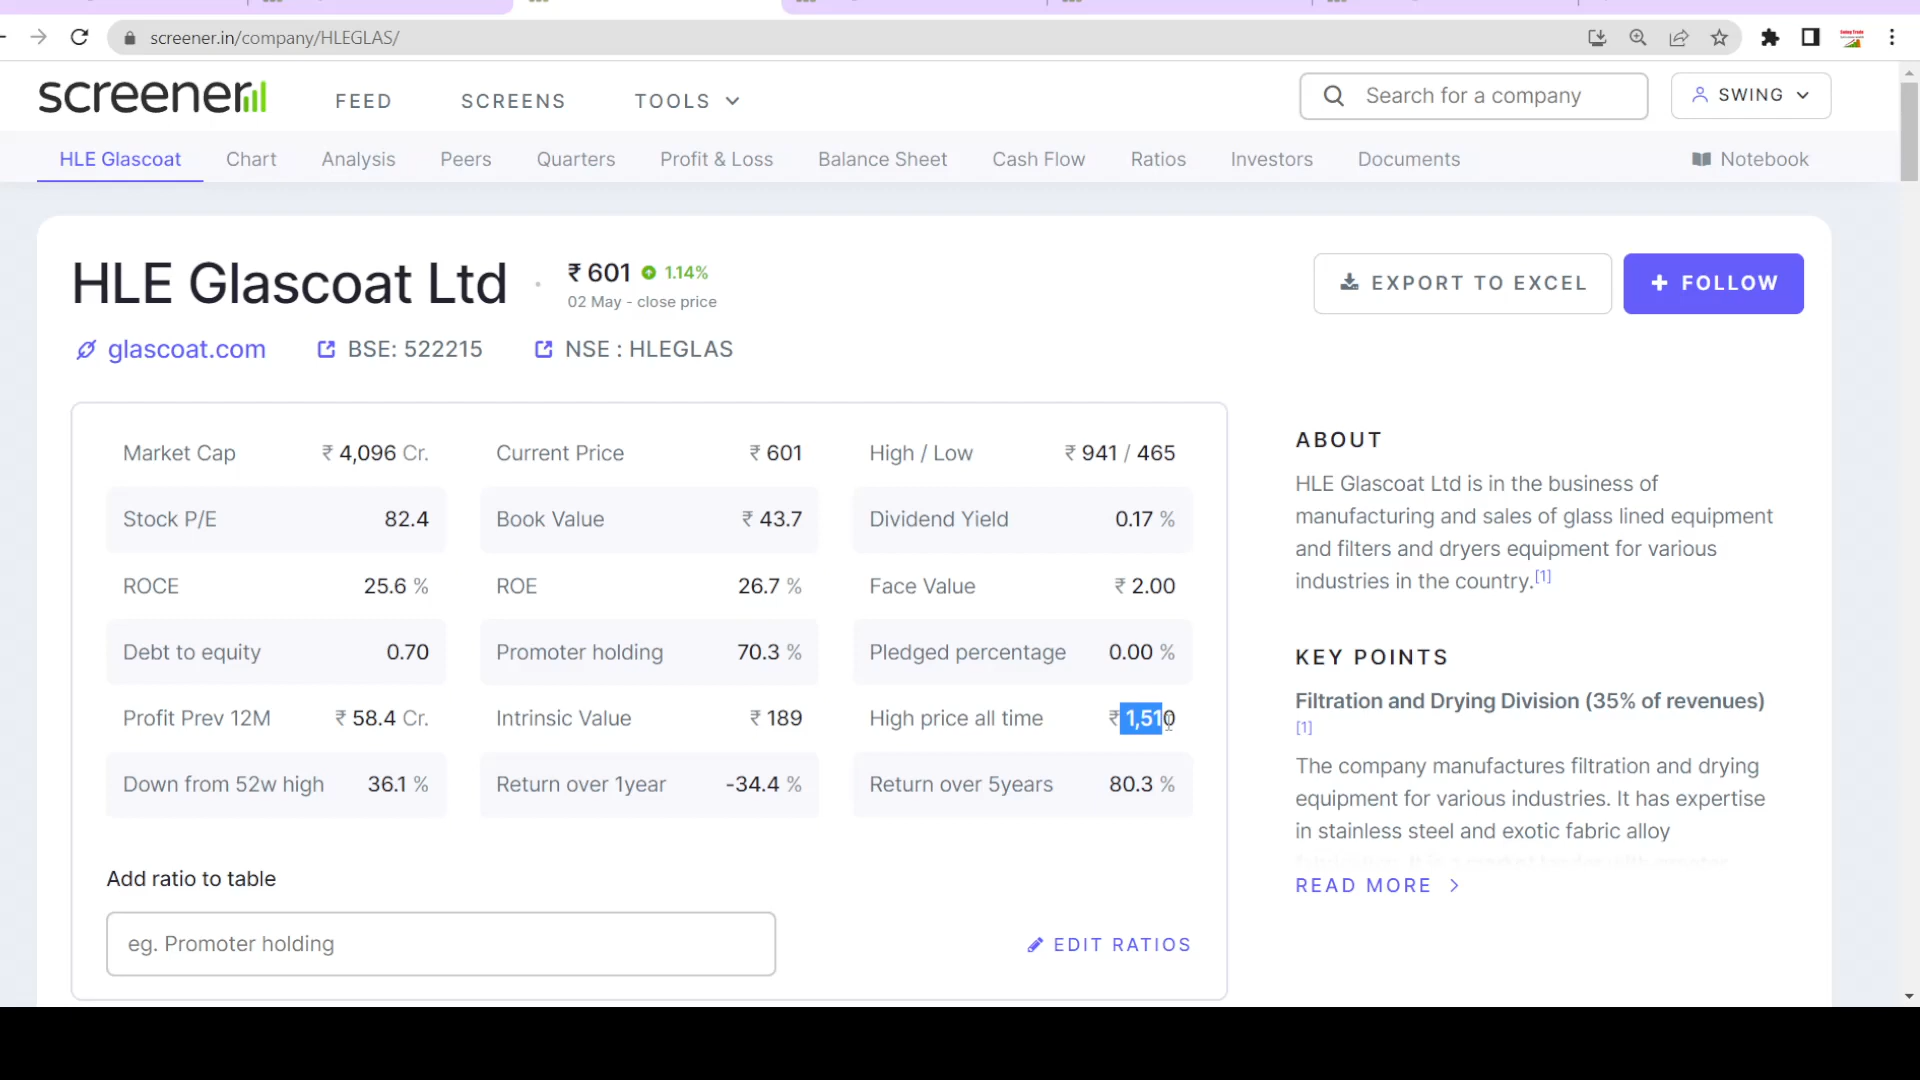 screener.in/company/HLEGLAS/
screener
FEED SCREENS TOOLS
Search for a company
SWING
HLE Glascoat Chart Analysis Peers Quarters Profit & Loss Balance Sheet Cash Flow Ratios Investors Documents Notebook
HLE Glascoat Ltd
₹ 601 1.14%
02 May - close price
EXPORT TO EXCEL
+ FOLLOW
glascoat.com BSE: 522215 NSE : HLEGLAS
Market Cap ₹ 4,096 Cr. Current Price ₹ 601 High / Low ₹ 941 / 465
Stock P/E 82.4 Book Value ₹ 43.7 Dividend Yield 0.17 %
ROCE 25.6 % ROE 26.7 % Face Value ₹ 2.00
Debt to equity 0.70 Promoter holding 70.3 % Pledged percentage 0.00 %
Profit Prev 12M ₹ 58.4 Cr. Intrinsic Value ₹ 189 High price all time ₹ 1,510
Down from 52w high 36.1 % Return over 1year -34.4 % Return over 5years 80.3 %
Add ratio to table
eg. Promoter holding
EDIT RATIOS
ABOUT
HLE Glascoat Ltd is in the business of
manufacturing and sales of glass lined equipment
and filters and dryers equipment for various
industries in the country.[1]
KEY POINTS
Filtration and Drying Division (35% of revenues)
[1]
The company manufactures filtration and drying
equipment for various industries. It has expertise
in stainless steel and exotic fabric alloy
READ MORE